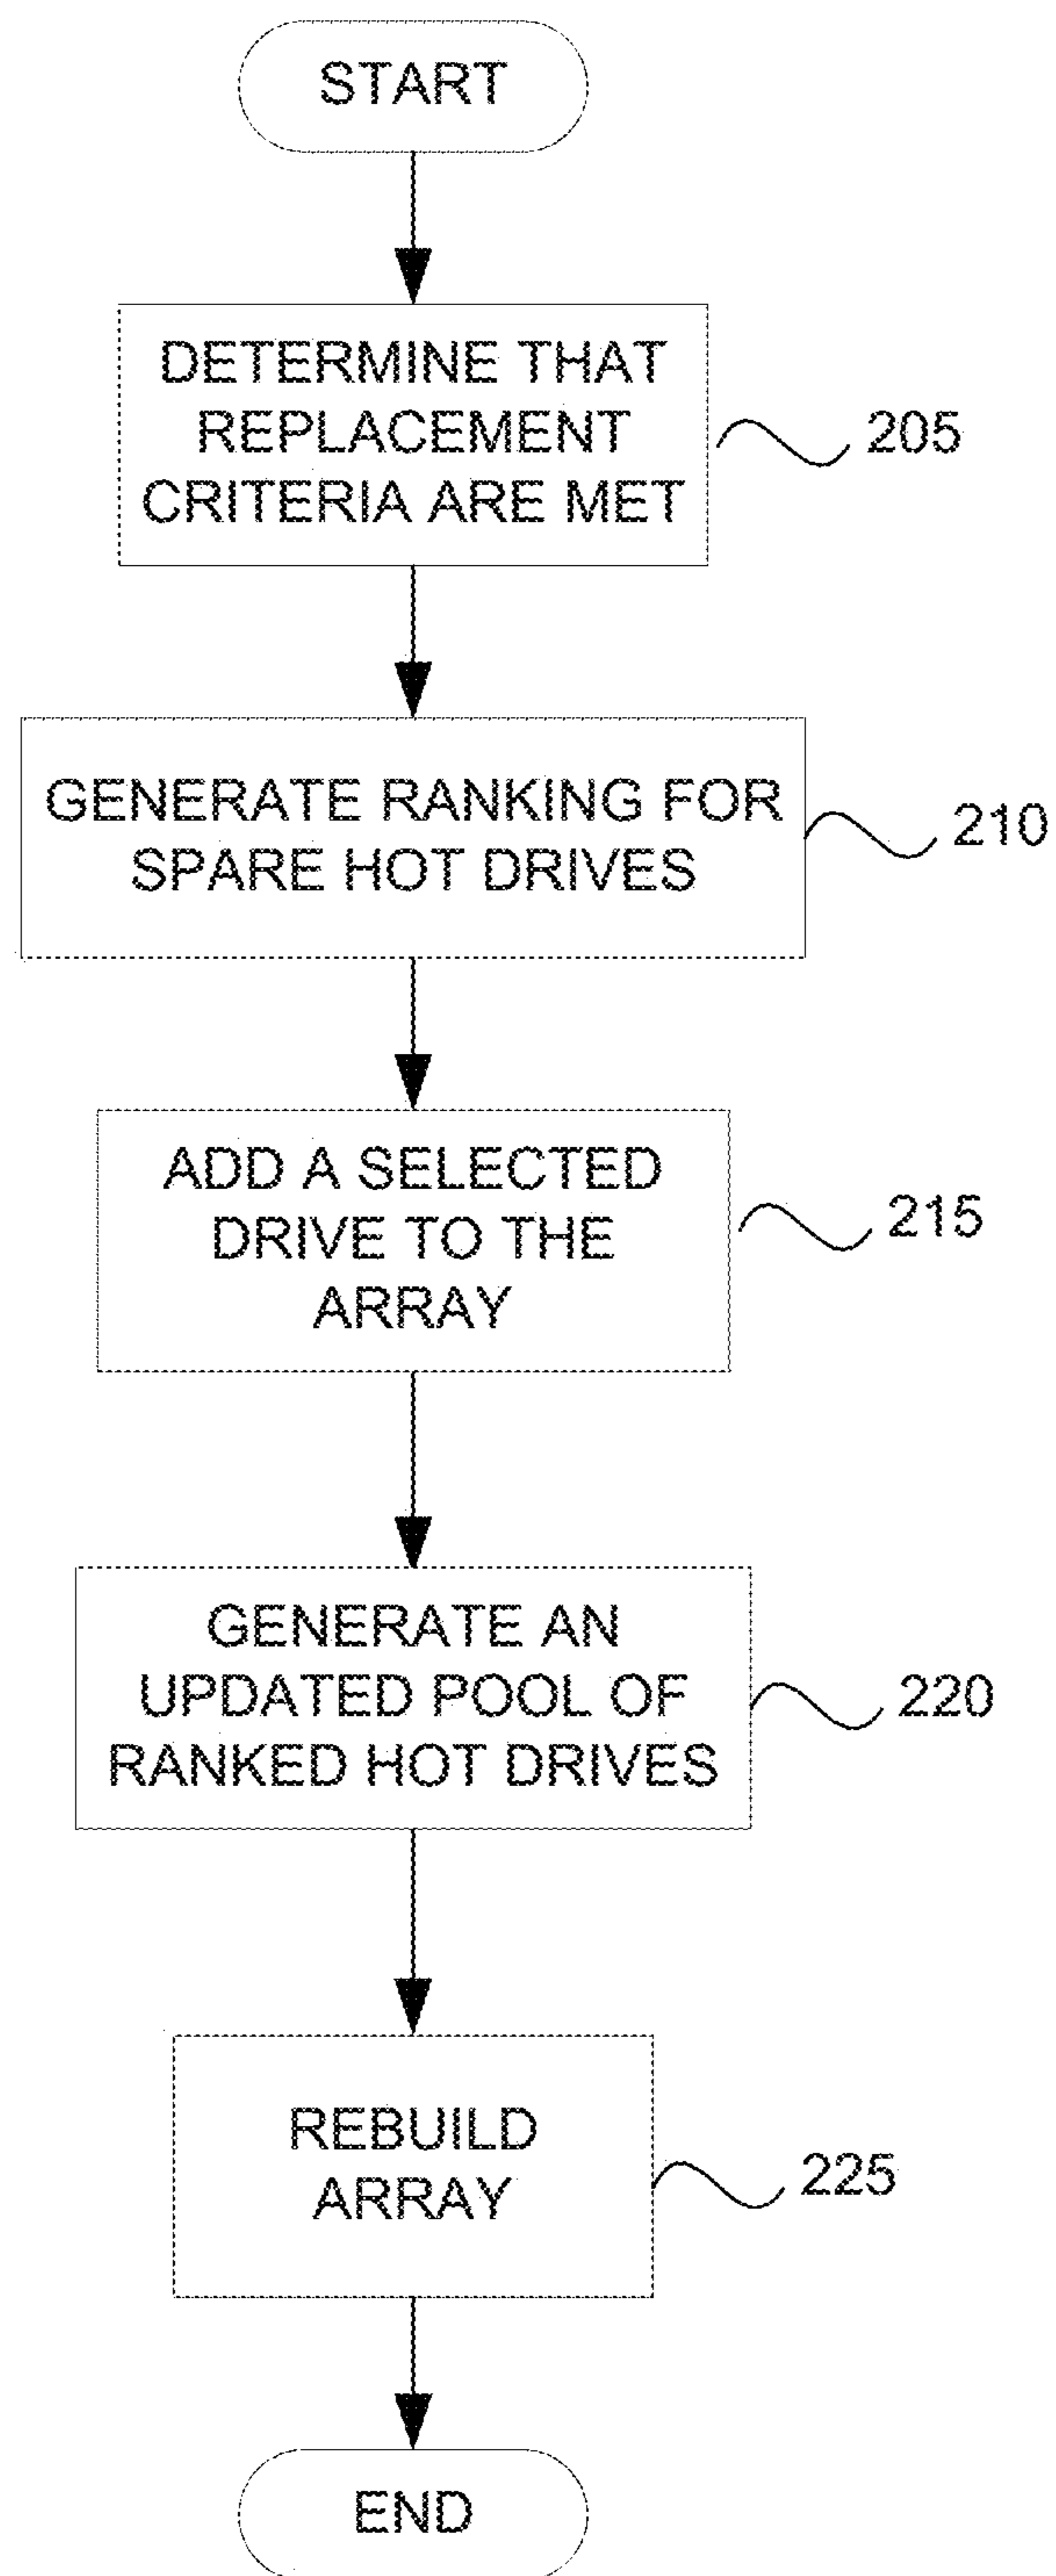 START
DETERMINE THAT
REPLACEMENT
CRITERIA ARE MET
205
GENERATE RANKING FOR
SPARE HOT DRIVES
210
ADD A SELECTED
DRIVE TO THE
ARRAY
215
GENERATE AN
UPDATED POOL OF
RANKED HOT DRIVES
220
REBUILD
ARRAY
225
END